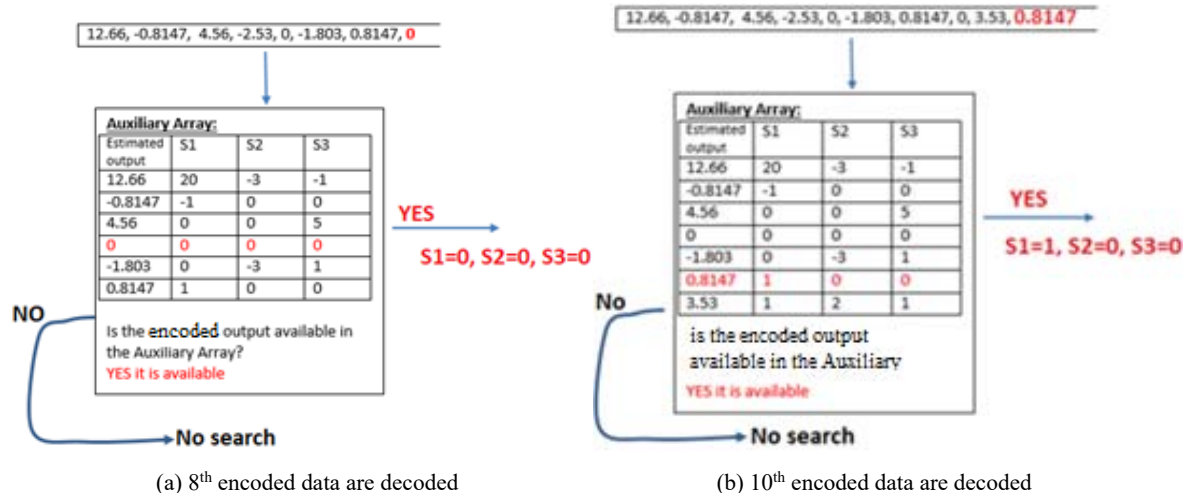 12.66, -0.8147, 4.56, -2.53, 0, -1.803, 0.8147, 0
Auxiliary Array:
Estimated output S1 S2 S3
12.66 20 -3 -1
-0.8147 -1 0 0
4.56 0 0 5
0 0 0 0
-1.803 0 -3 1
0.8147 1 0 0
Is the encoded output available in
the Auxiliary Array?
YES it is available
YES
S1=0, S2=0, S3=0
NO
No search
(a) 8th encoded data are decoded
12.66, -0.8147, 4.56, -2.53, 0, -1.803, 0.8147, 0, 3.53, 0.8147
Auxiliary Array:
Estimated output S1 S2 S3
12.66 20 -3 -1
-0.8147 -1 0 0
4.56 0 0 5
0 0 0 0
-1.803 0 -3 1
0.8147 1 0 0
3.53 1 2 1
is the encoded output
available in the Auxiliary
YES it is available
YES
S1=1, S2=0, S3=0
No
No search
(b) 10th encoded data are decoded